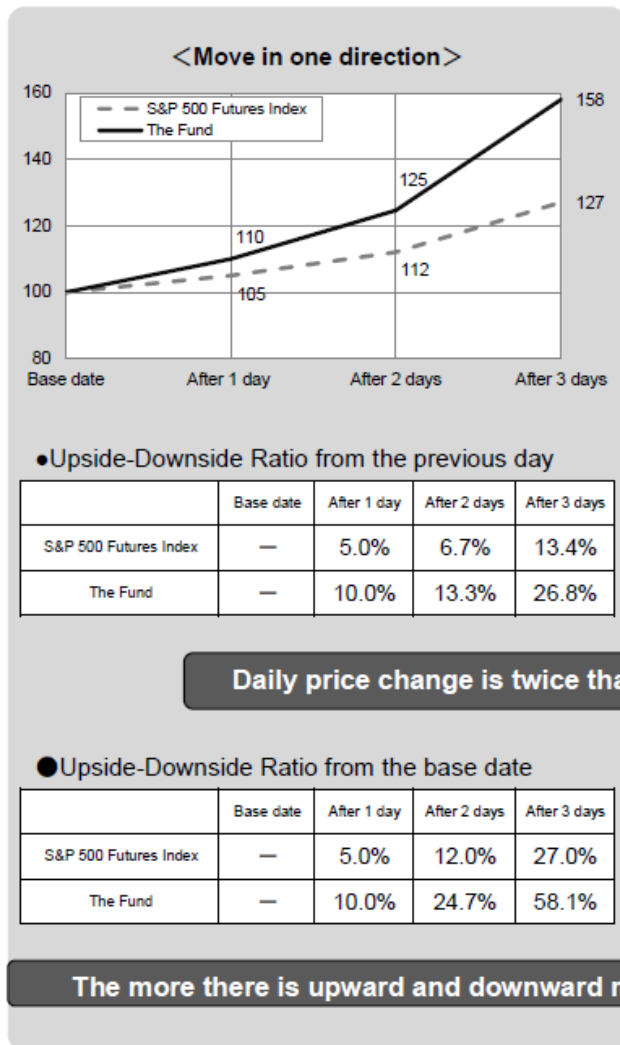 ＜Move in one direction＞
160
S&P 500 Futures Index
The Fund
158
140
125
127
120
110
112
100
105
80
Base date After 1 day After 2 days After 3 days
●Upside-Downside Ratio from the previous day
Base date After 1 day After 2 days After 3 days
S&P 500 Futures Index － 5.0% 6.7% 13.4%
The Fund － 10.0% 13.3% 26.8%
Daily price change is twice
●Upside-Downside Ratio from the base date
Base date After 1 day After 2 days After 3 days
S&P 500 Futures Index － 5.0% 12.0% 27.0%
The Fund － 10.0% 24.7% 58.1%
The more there is upward and downward